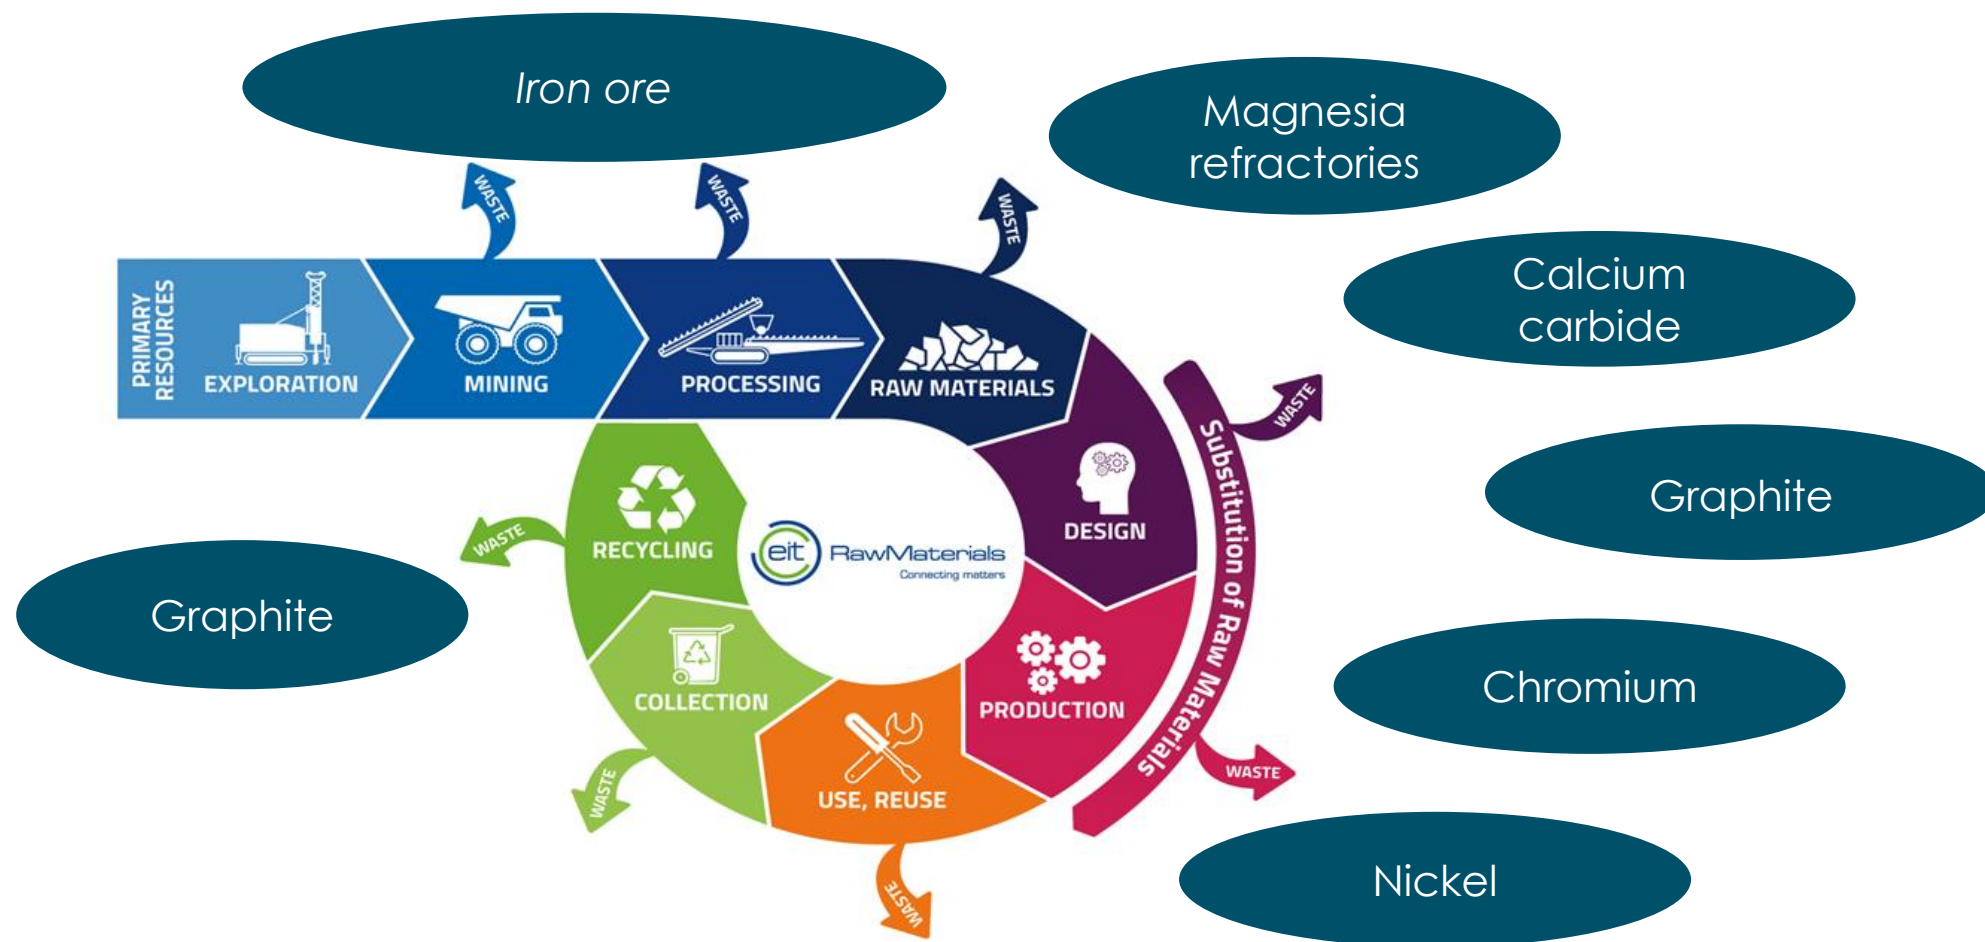 Iron ore
Magnesia
refractories
Calcium
carbide
Graphite
Chromium
Nickel
Graphite
WASTE
WASTE
WASTE
PRIMARY
RESOURCES
EXPLORATION
MINING
PROCESSING
RAW MATERIALS
DESIGN
Substitution of Raw Materials
WASTE
PRODUCTION
WASTE
USE, REUSE
WASTE
COLLECTION
WASTE
RECYCLING
WASTE
eit RawMaterials
Connecting matters